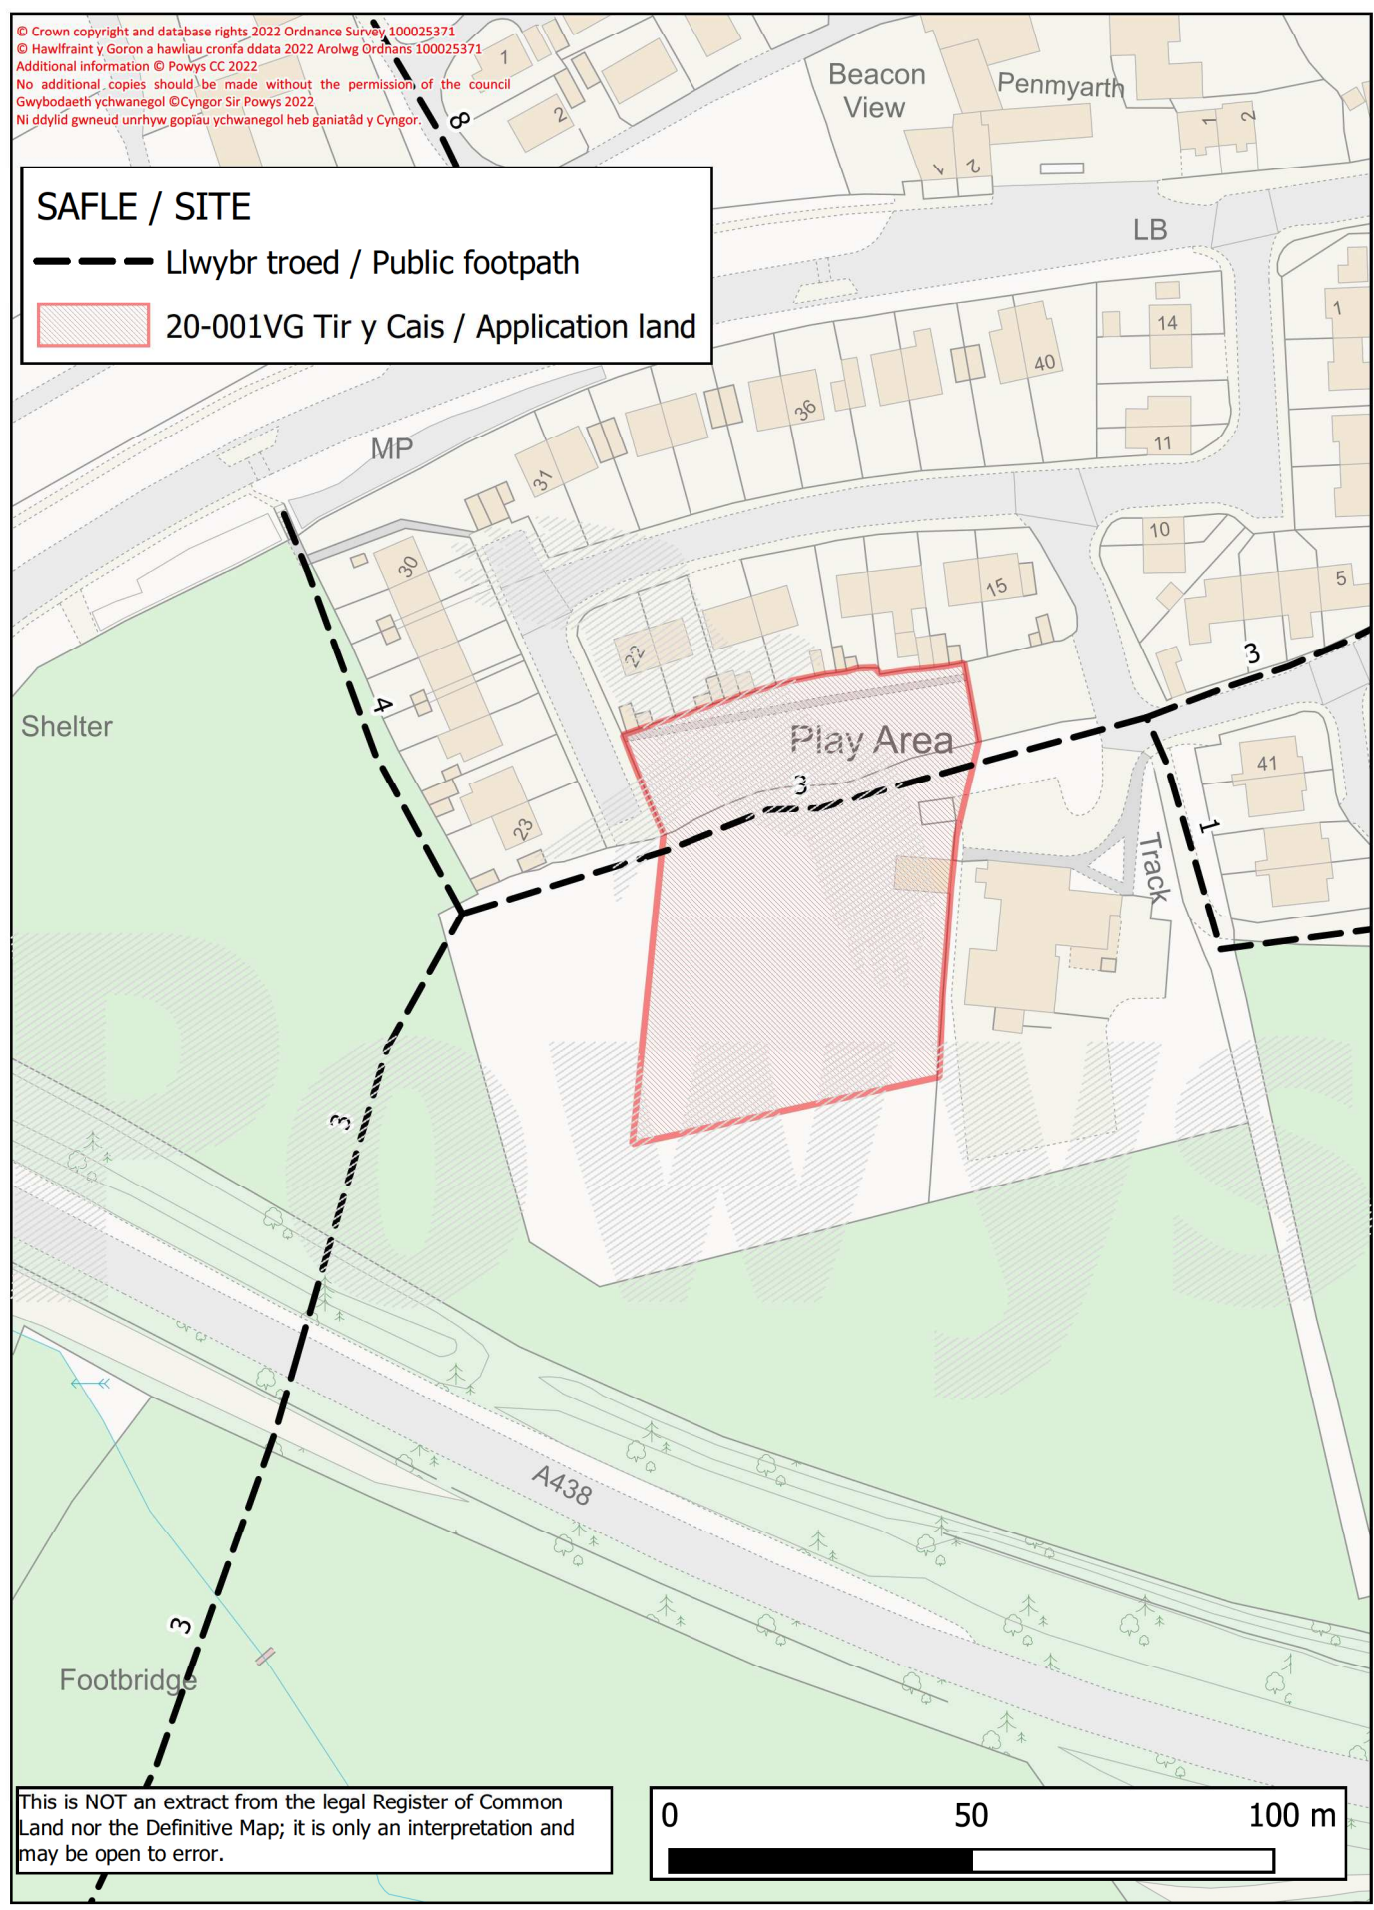 © Crown copyright and database rights 2022 Ordnance Survey 100025371
© Hawlfraint y Goron a hawliau cronfa ddata 2022 Arolwg Ordnans 100025371
Additional information © Powys CC 2022
No additional copies should be made without the permission of the council
Gwybodaeth ychwanegol ©Cyngor Sir Powys 2022
Ni ddylid gwneud unrhyw gopïau ychwanegol heb ganiatâd y Cyngor.
1
2
8
Beacon
View
Penmyarth
1
2
1
2
SAFLE / SITE
Llwybr troed / Public footpath
20-001VG Tir y Cais / Application land
LB
1
14
40
36
11
MP
31
10
30
15
5
22
3
4
Shelter
Play Area
3
41
23
1
Track
3
POWYS
A438
3
Footbridge
This is NOT an extract from the legal Register of Common
Land nor the Definitive Map; it is only an interpretation and
may be open to error.
0 50 100 m